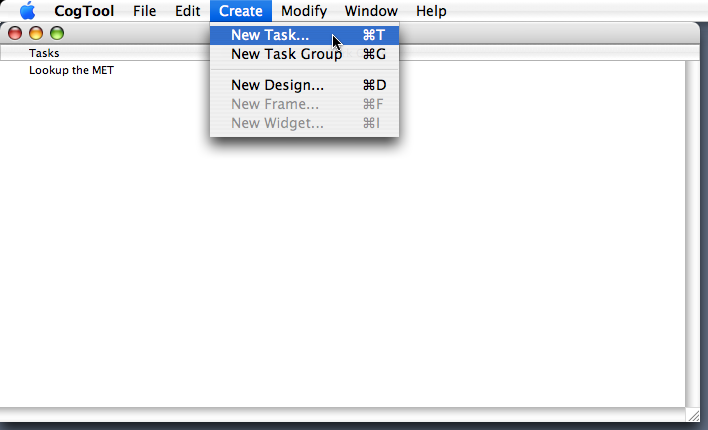 CogTool File Edit Create Modify Window Help
New Task... ⌘T
Tasks
New Task Group ⌘G
Lookup the MET
New Design... ⌘D
New Frame... ⌘F
New Widget... ⌘I